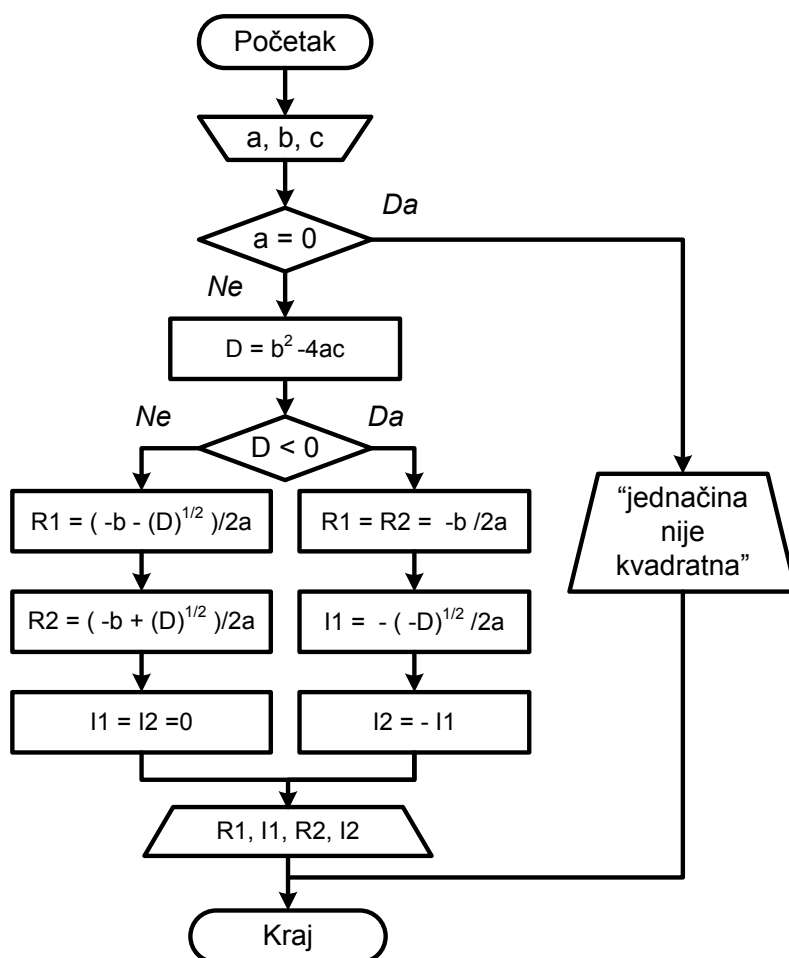 Početak
a, b, c
Da
a = 0
Ne
D = b² -4ac
Ne
Da
D < 0
R1 = ( -b - (D)^1/2 )/2a
R1 = R2 = -b /2a
“jednačina
nije
kvadratna”
R2 = ( -b + (D)^1/2 )/2a
I1 = - ( -D)^1/2 /2a
I1 = I2 =0
I2 = - I1
R1, I1, R2, I2
Kraj